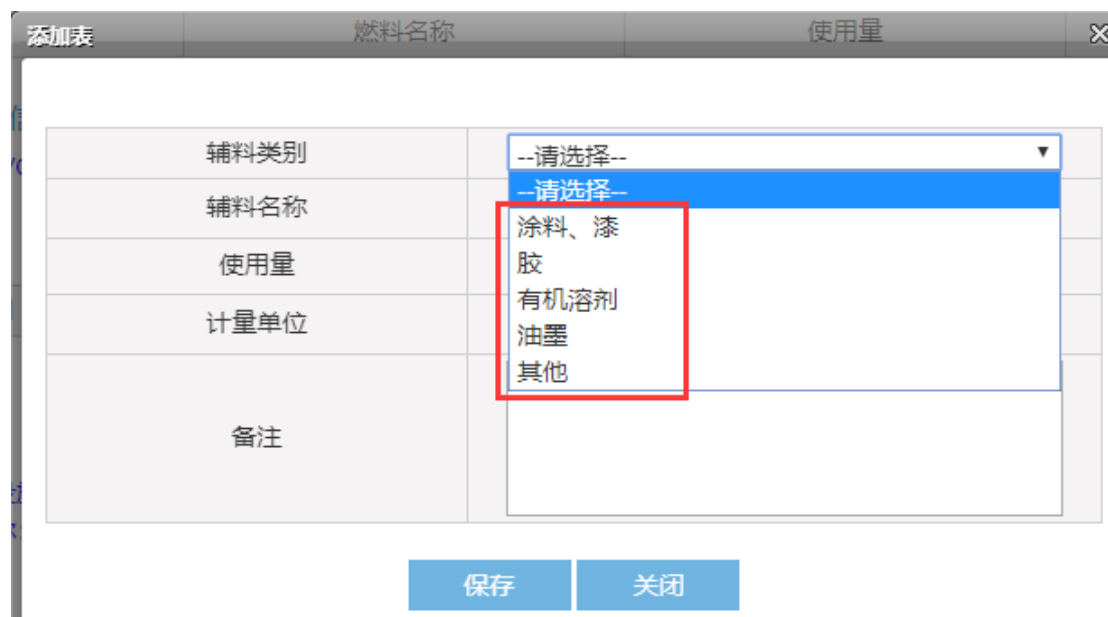 添加表 燃料名称 使用量
辅料类别 --请选择--
--请选择--
辅料名称
涂料、漆
胶
使用量
有机溶剂
计量单位
油墨
其他
备注
保存 关闭